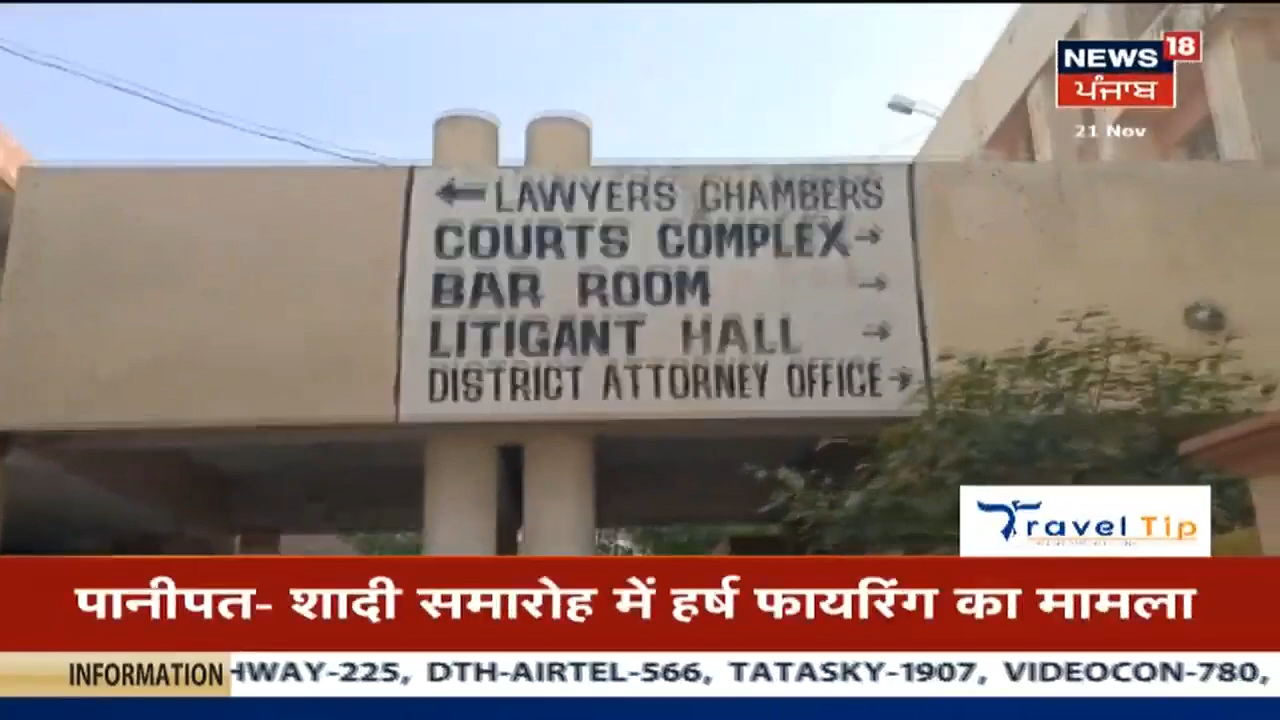 NEWS 18
ਪੰਜਾਬ
21 Nov
← LAWYERS CHAMBERS
COURTS COMPLEX →
BAR ROOM →
LITIGANT HALL →
DISTRICT ATTORNEY OFFICE →
Travel Tip
पानीपत- शादी समारोह में हर्ष फायरिंग का मामला
INFORMATION HWAY-225, DTH-AIRTEL-566, TATASKY-1907, VIDEOCON-780,